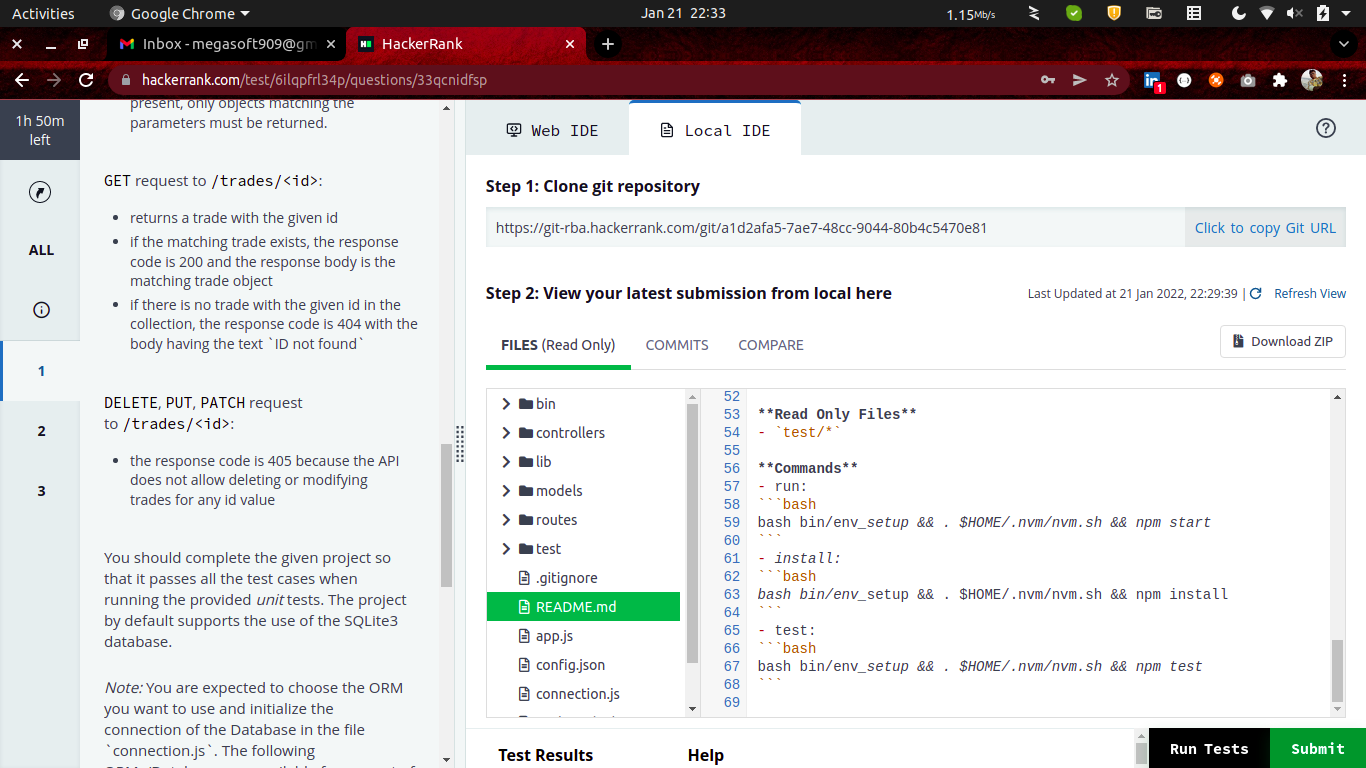 Activities
Google Chrome
Jan 21 22:33
1.15Mb/s
Inbox - megasoft909@gm
HackerRank
hackerrank.com/test/6ilqpfrl34p/questions/33qcnidfsp
1
1h 50m
left
ALL
1
2
3
present, only objects matching the
parameters must be returned.
GET request to /trades/<id>:
returns a trade with the given id
if the matching trade exists, the response
code is 200 and the response body is the
matching trade object
if there is no trade with the given id in the
collection, the response code is 404 with the
body having the text `ID not found`
DELETE, PUT, PATCH request
to /trades/<id>:
the response code is 405 because the API
does not allow deleting or modifying
trades for any id value
You should complete the given project so
that it passes all the test cases when
running the provided unit tests. The project
by default supports the use of the SQLite3
database.
Note: You are expected to choose the ORM
you want to use and initialize the
connection of the Database in the file
`connection.js`. The following
Web IDE
Local IDE
Step 1: Clone git repository
https://git-rba.hackerrank.com/git/a1d2afa5-7ae7-48cc-9044-80b4c5470e81
Click to copy Git URL
Step 2: View your latest submission from local here
Last Updated at 21 Jan 2022, 22:29:39 | Refresh View
FILES (Read Only)
COMMITS
COMPARE
Download ZIP
bin
controllers
lib
models
routes
test
.gitignore
README.md
app.js
config.json
connection.js
52
53 **Read Only Files**
54 - `test/*`
55
56 **Commands**
57 - run:
58 ```bash
59 bash bin/env_setup && . $HOME/.nvm/nvm.sh && npm start
60 ```
61 - install:
62 ```bash
63 bash bin/env_setup && . $HOME/.nvm/nvm.sh && npm install
64 ```
65 - test:
66 ```bash
67 bash bin/env_setup && . $HOME/.nvm/nvm.sh && npm test
68 ```
69
Test Results
Help
Run Tests
Submit